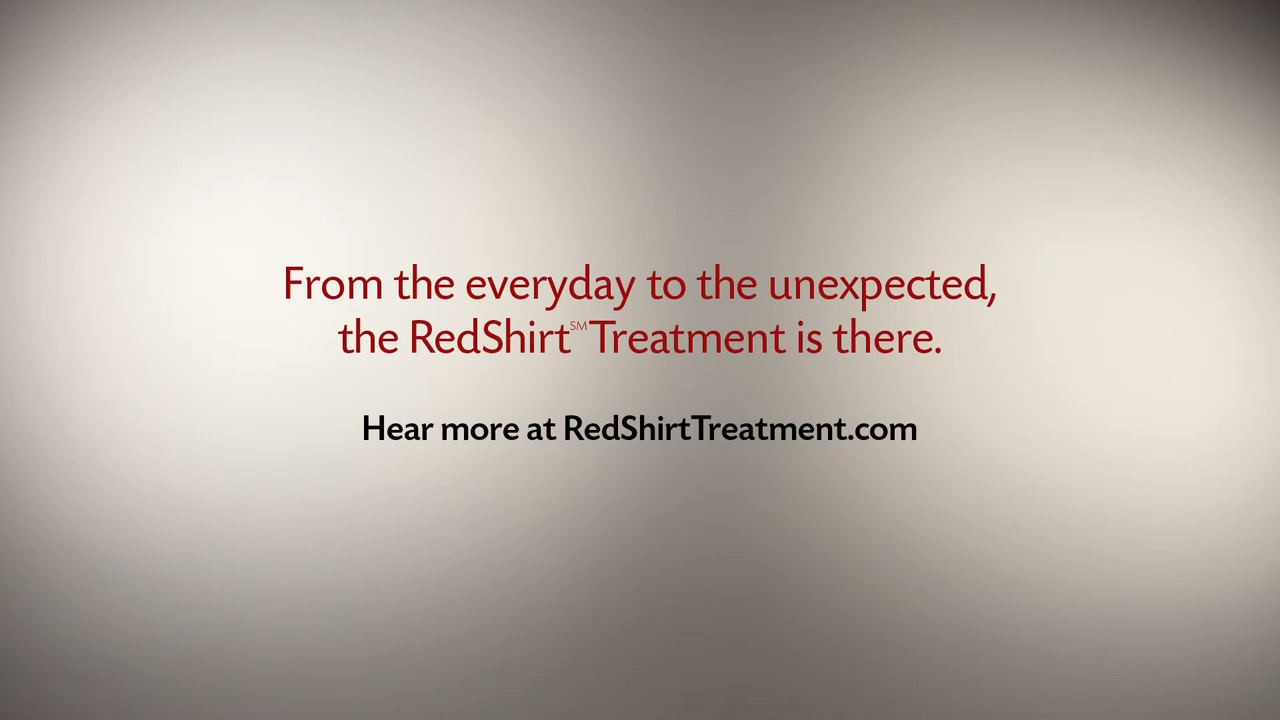 From the everyday to the unexpected,
the RedShirt℠ Treatment is there.
Hear more at RedShirtTreatment.com